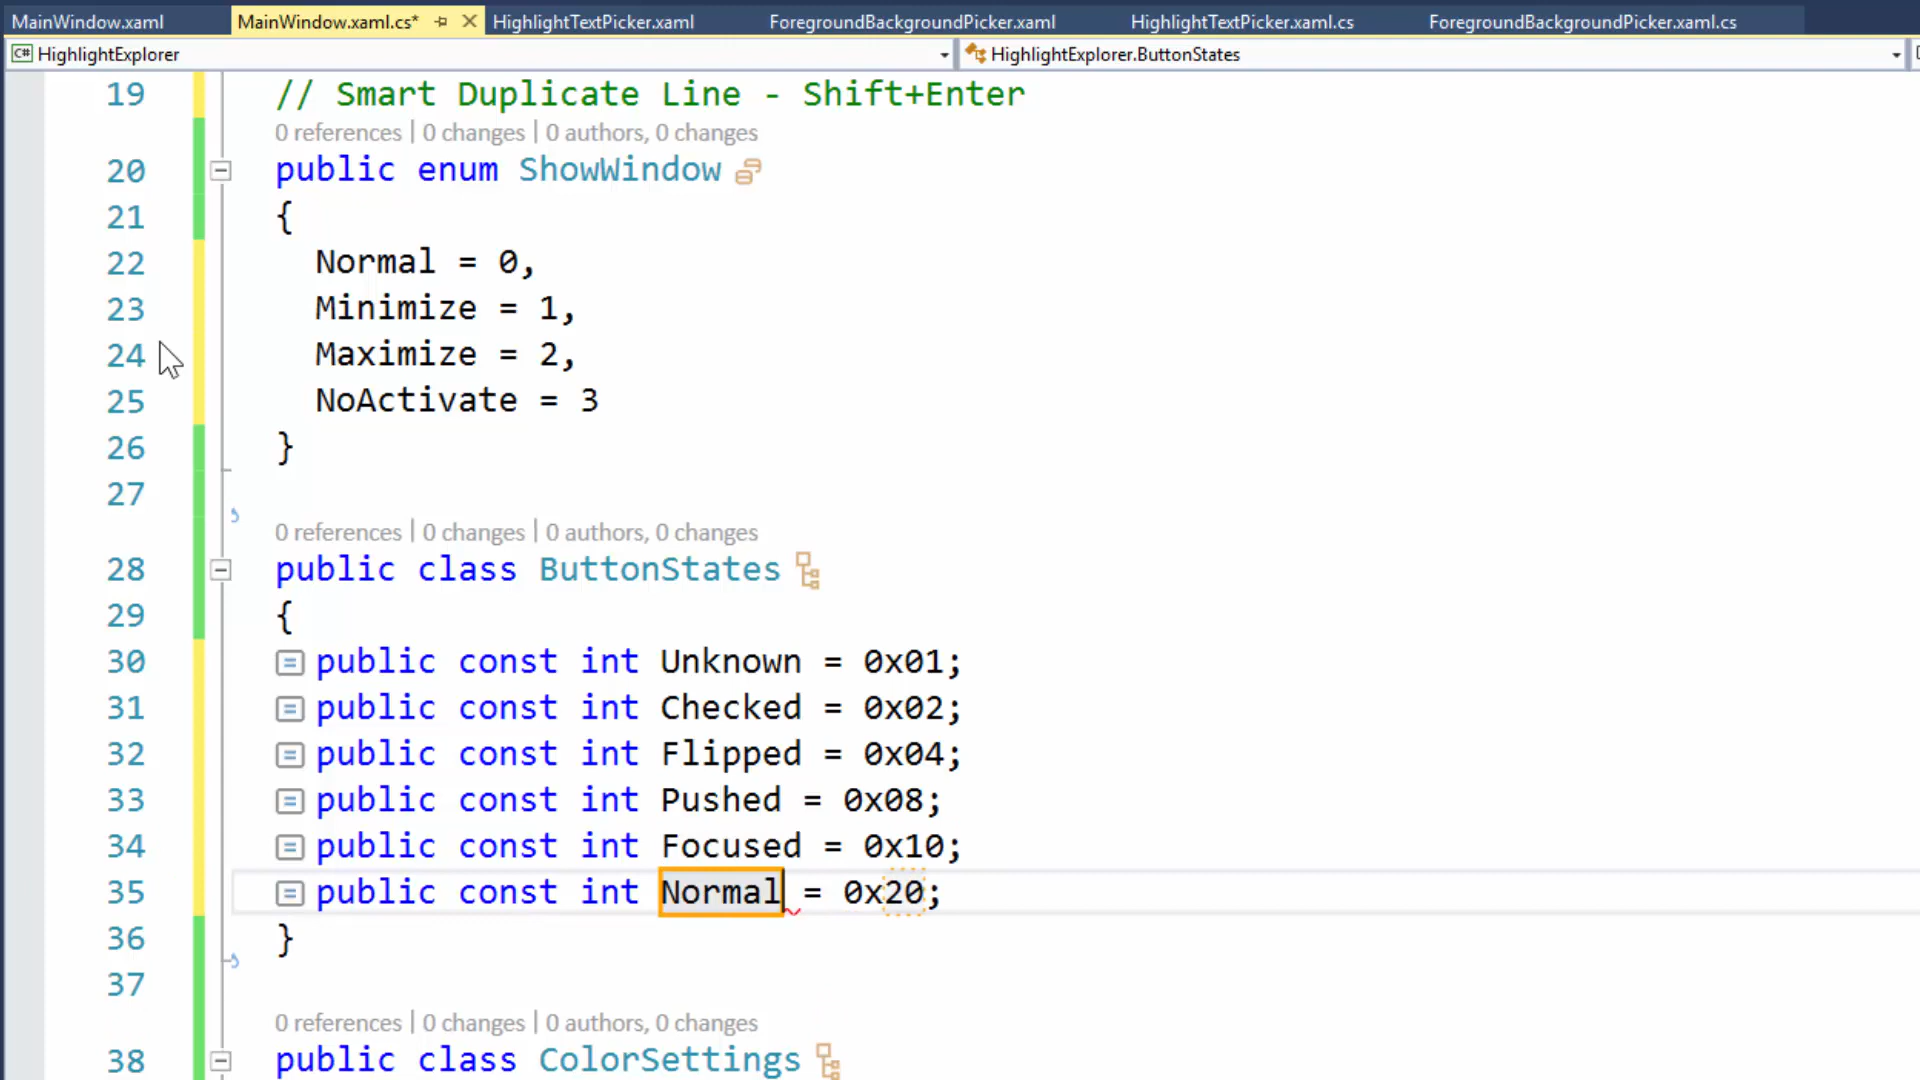 MainWindow.xaml MainWindow.xaml.cs* HighlightTextPicker.xaml ForegroundBackgroundPicker.xaml HighlightTextPicker.xaml.cs ForegroundBackgroundPicker.xaml.cs
C# HighlightExplorer HighlightExplorer.ButtonStates
19 // Smart Duplicate Line - Shift+Enter
0 references | 0 changes | 0 authors, 0 changes
20 public enum ShowWindow
21 {
22 Normal = 0,
23 Minimize = 1,
24 Maximize = 2,
25 NoActivate = 3
26 }
27
0 references | 0 changes | 0 authors, 0 changes
28 public class ButtonStates
29 {
30 public const int Unknown = 0x01;
31 public const int Checked = 0x02;
32 public const int Flipped = 0x04;
33 public const int Pushed = 0x08;
34 public const int Focused = 0x10;
35 public const int Normal = 0x20;
36 }
37
0 references | 0 changes | 0 authors, 0 changes
38 public class ColorSettings